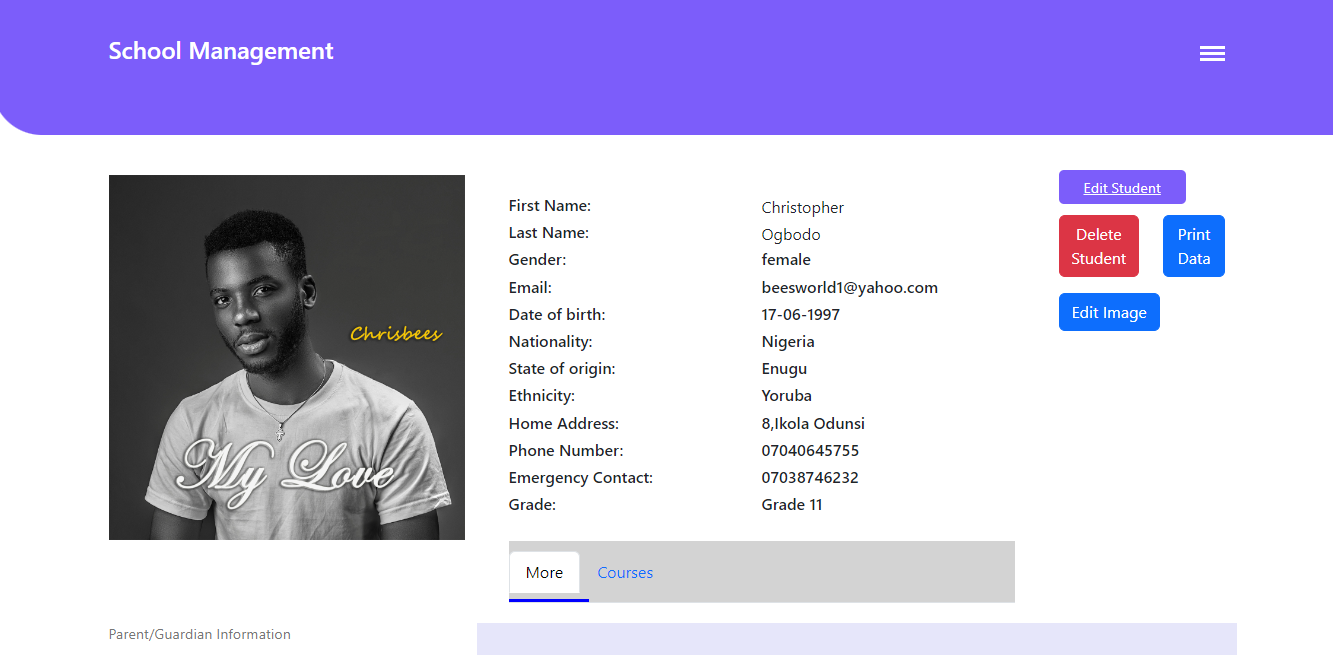 School Management
Edit Student
Delete Student
Print Data
Edit Image
Chrisbees
My Love
First Name: Christopher
Last Name: Ogbodo
Gender: female
Email: beesworld1@yahoo.com
Date of birth: 17-06-1997
Nationality: Nigeria
State of origin: Enugu
Ethnicity: Yoruba
Home Address: 8,Ikola Odunsi
Phone Number: 07040645755
Emergency Contact: 07038746232
Grade: Grade 11
More Courses
Parent/Guardian Information